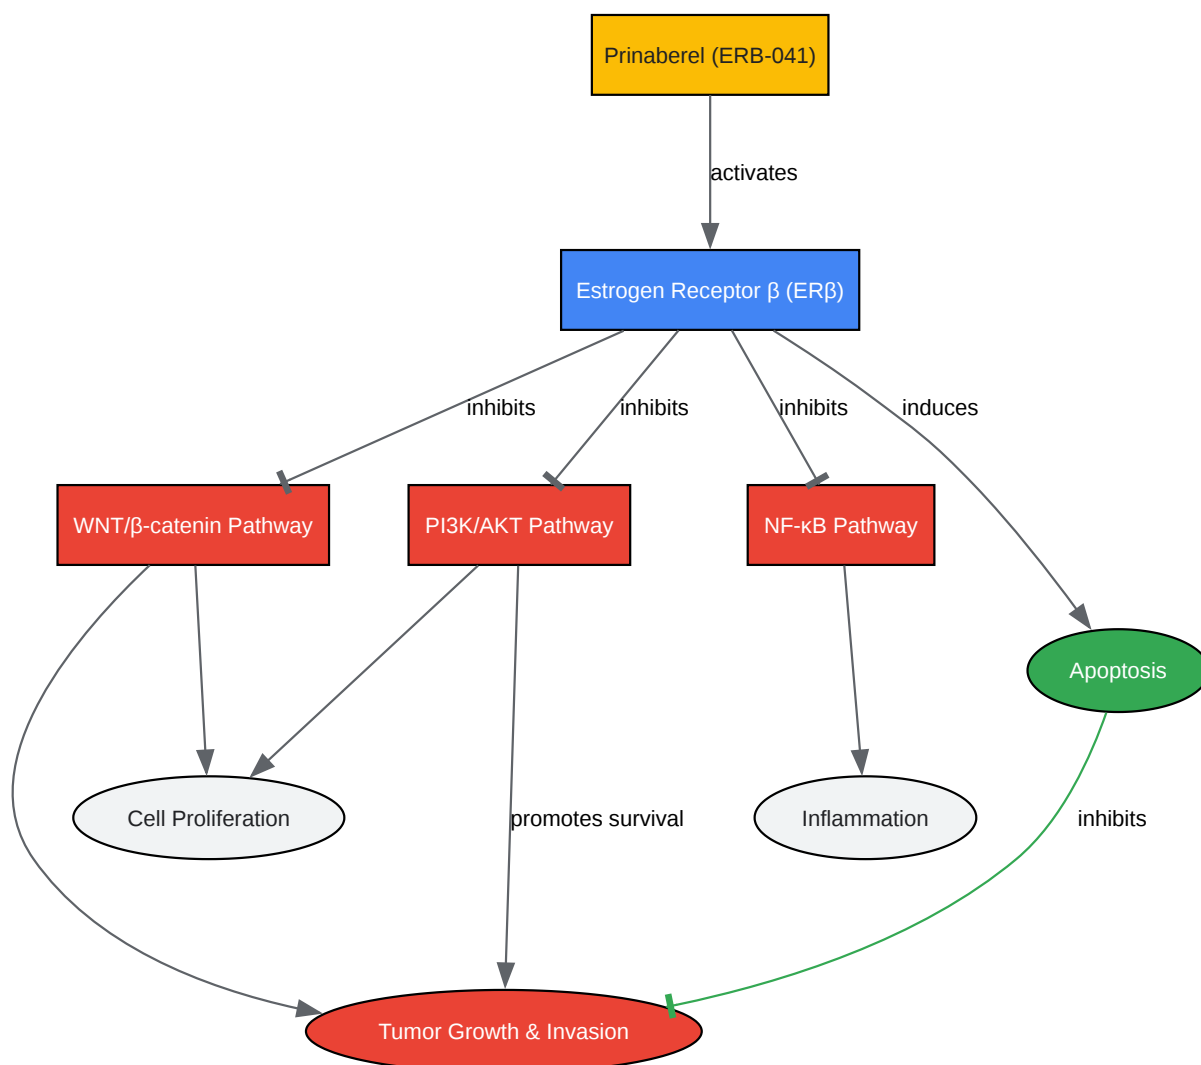 Prinaberel (ERB-041)
activates
Estrogen Receptor β (ERβ)
inhibits
inhibits
inhibits
induces
WNT/β-catenin Pathway
PI3K/AKT Pathway
NF-κB Pathway
Apoptosis
Cell Proliferation
promotes survival
Inflammation
inhibits
Tumor Growth & Invasion